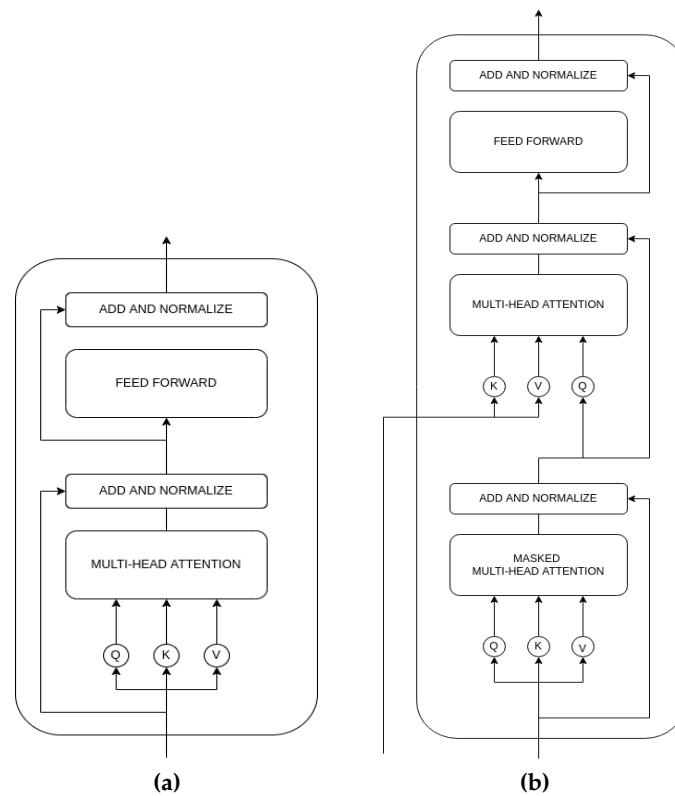 ADD AND NORMALIZE
FEED FORWARD
ADD AND NORMALIZE
MULTI-HEAD ATTENTION
Q K V
(a)
ADD AND NORMALIZE
FEED FORWARD
ADD AND NORMALIZE
MULTI-HEAD ATTENTION
K V Q
ADD AND NORMALIZE
MASKED
MULTI-HEAD ATTENTION
Q K V
(b)